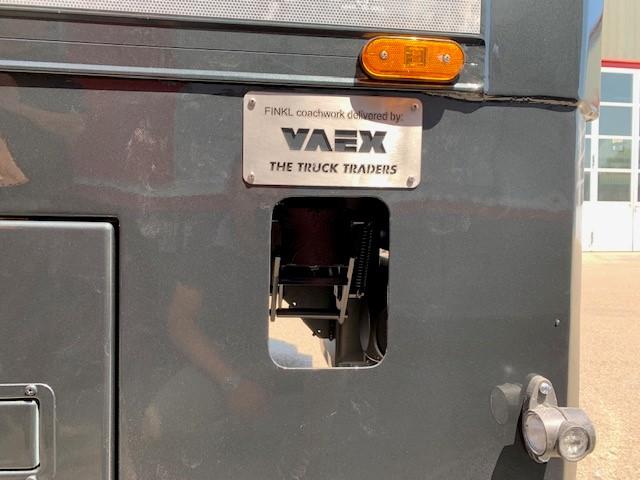 FINKL coachwork delivered by:
VAEX
THE TRUCK TRADERS